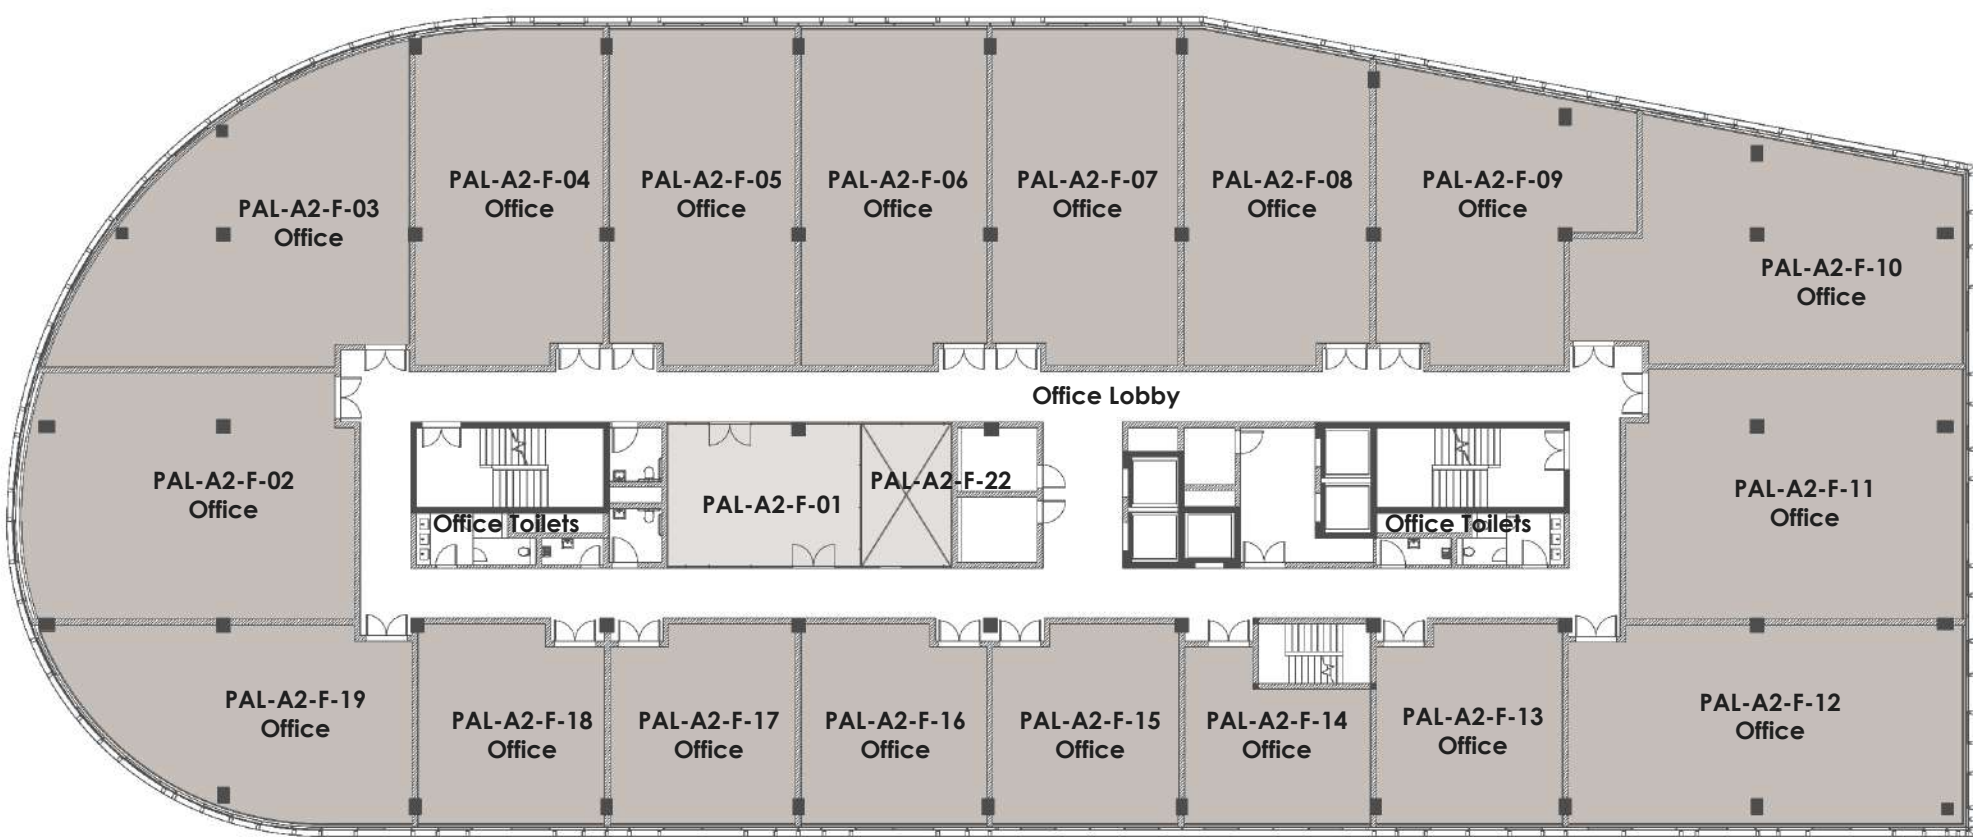 PAL-A2-F-03
Office
PAL-A2-F-04
Office
PAL-A2-F-05
Office
PAL-A2-F-06
Office
PAL-A2-F-07
Office
PAL-A2-F-08
Office
PAL-A2-F-09
Office
PAL-A2-F-10
Office
Office Lobby
PAL-A2-F-02
Office
Office Toilets
PAL-A2-F-01
PAL-A2-F-22
Office Toilets
PAL-A2-F-11
Office
PAL-A2-F-19
Office
PAL-A2-F-18
Office
PAL-A2-F-17
Office
PAL-A2-F-16
Office
PAL-A2-F-15
Office
PAL-A2-F-14
Office
PAL-A2-F-13
Office
PAL-A2-F-12
Office